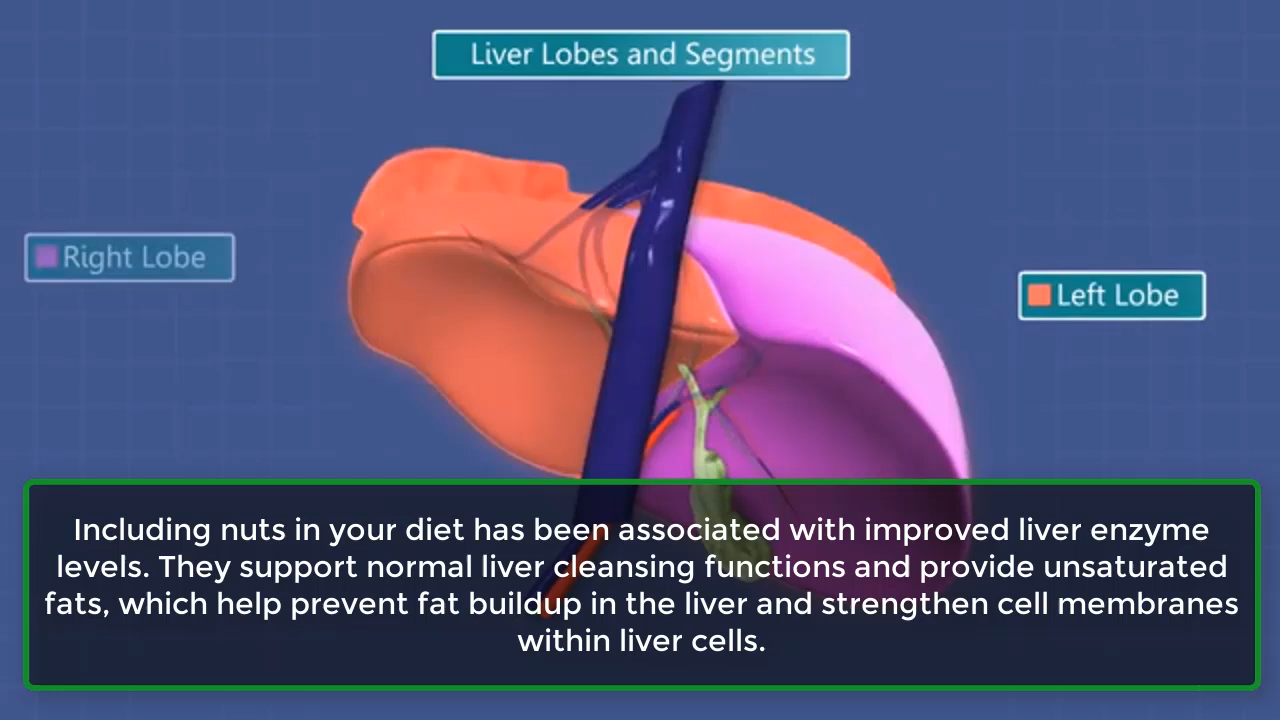 Liver Lobes and Segments
Right Lobe
Left Lobe
Including nuts in your diet has been associated with improved liver enzyme
levels. They support normal liver cleansing functions and provide unsaturated
fats, which help prevent fat buildup in the liver and strengthen cell membranes
within liver cells.